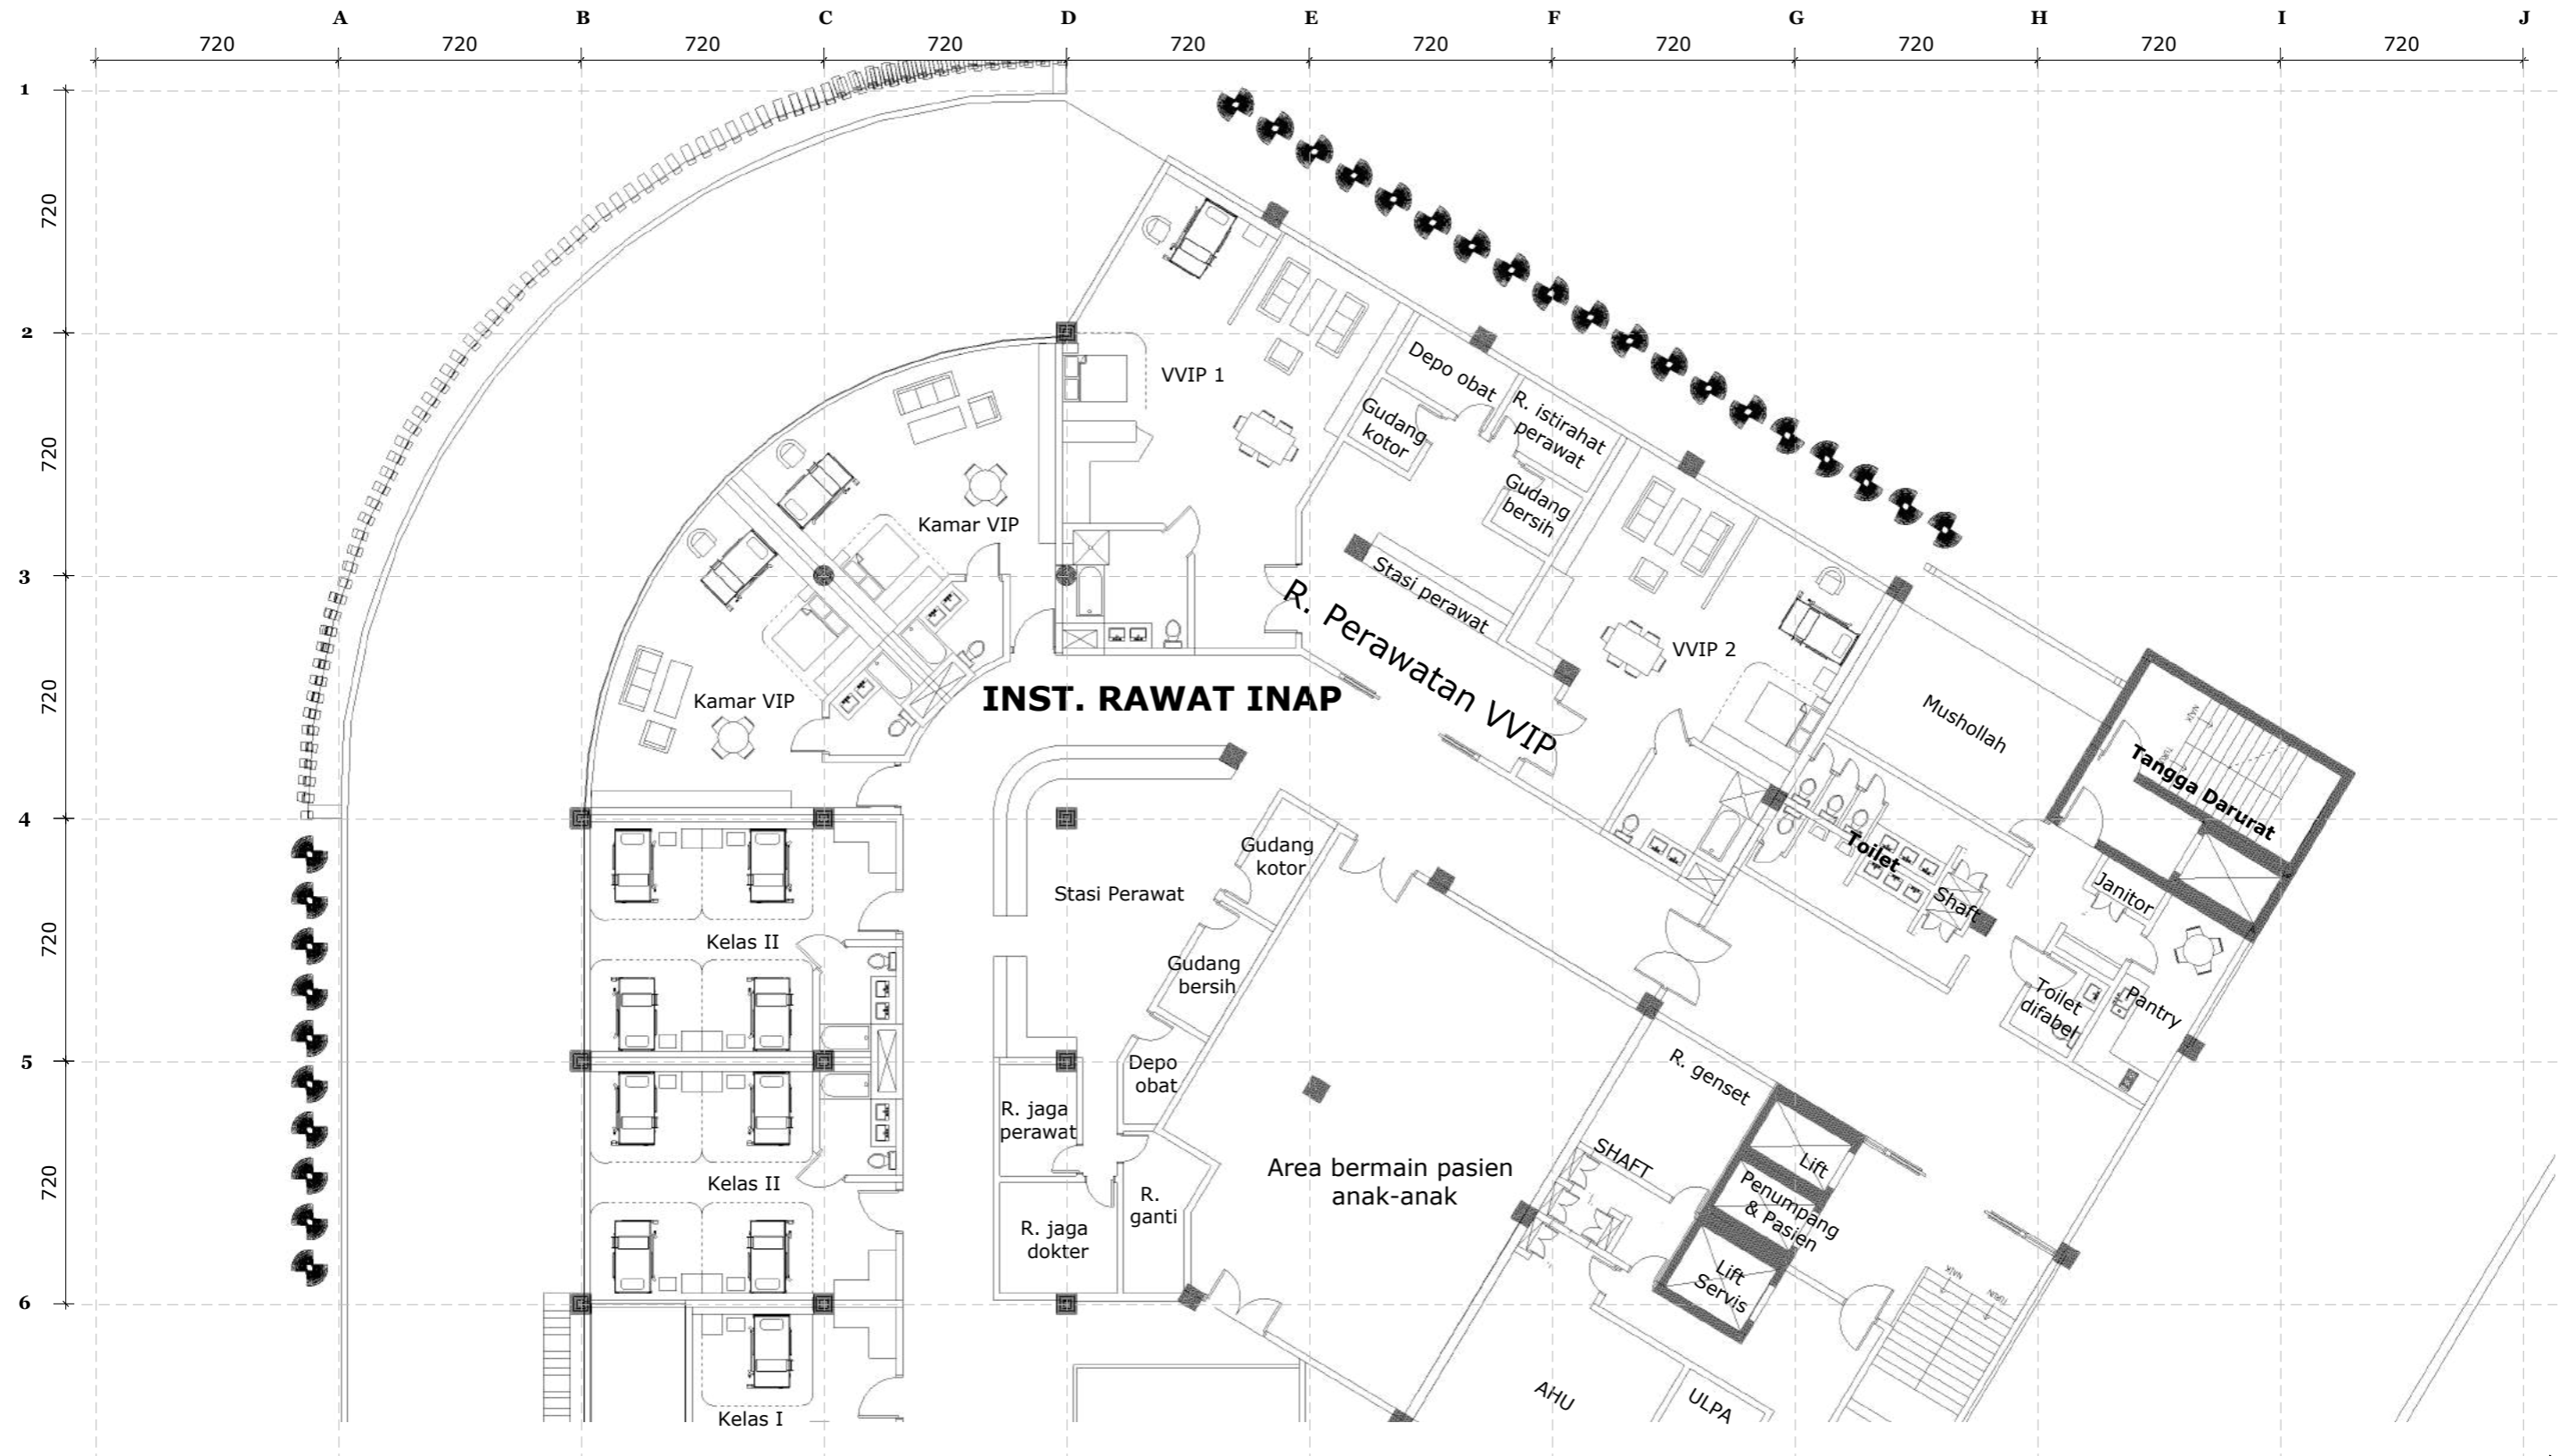 A B C D E F G H I J
720 720 720 720 720 720 720 720 720 720
1
720
2
720
3
720
4
720
5
720
6
VVIP 1
Depo obat
Gudang
kotor
R. istirahat
perawat
Gudang
bersih
Kamar VIP
Stasi perawat
R. Perawatan VVIP
VVIP 2
Kamar VIP
INST. RAWAT INAP
Mushollah
NAIK
TURUN
Tangga Darurat
Toilet
Shaft
Janitor
Gudang
kotor
Stasi Perawat
Kelas II
Gudang
bersih
Toilet
difabel
Pantry
Depo
obat
R. genset
R. jaga
perawat
SHAFT
Lift
Penumpang
& Pasien
Area bermain pasien
anak-anak
Kelas II
R.
ganti
R. jaga
dokter
Lift
Servis
NAIK
TURUN
AHU
ULPA
Kelas I